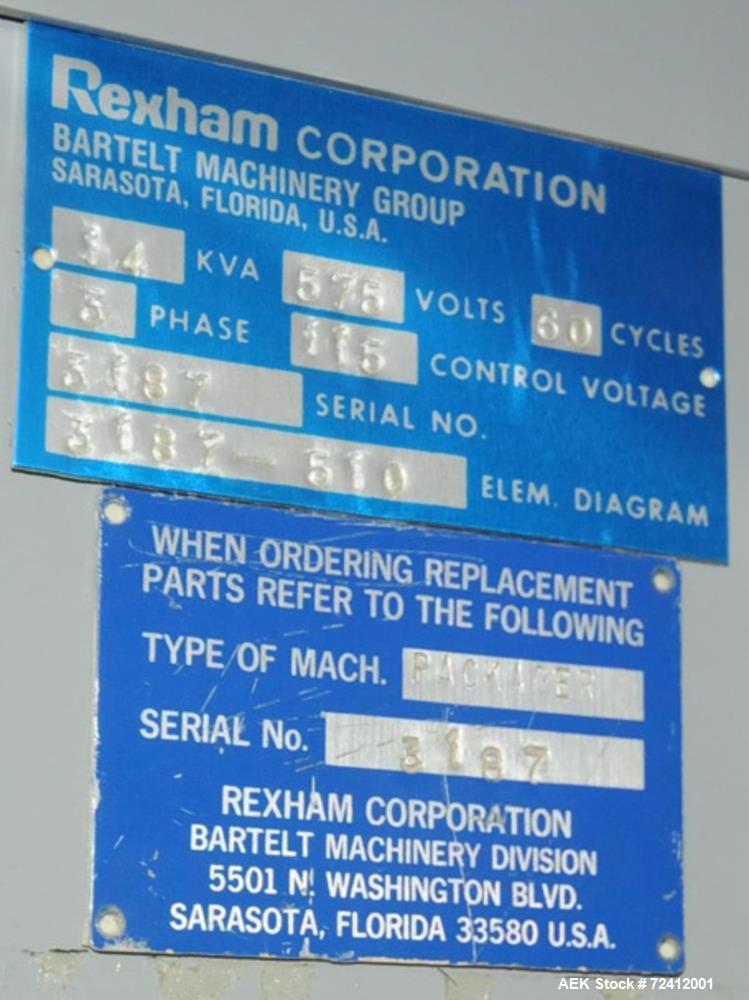 Rexham CORPORATION
BARTELT MACHINERY GROUP
SARASOTA, FLORIDA, U.S.A.
14 KVA 575 VOLTS 60 CYCLES
3 PHASE 115 CONTROL VOLTAGE
3187 SERIAL NO.
3187-510 ELEM. DIAGRAM
WHEN ORDERING REPLACEMENT
PARTS REFER TO THE FOLLOWING
TYPE OF MACH. PACKAGER
SERIAL No. 3187
REXHAM CORPORATION
BARTELT MACHINERY DIVISION
5501 N. WASHINGTON BLVD.
SARASOTA, FLORIDA 33580 U.S.A.
AEK Stock # 72412001